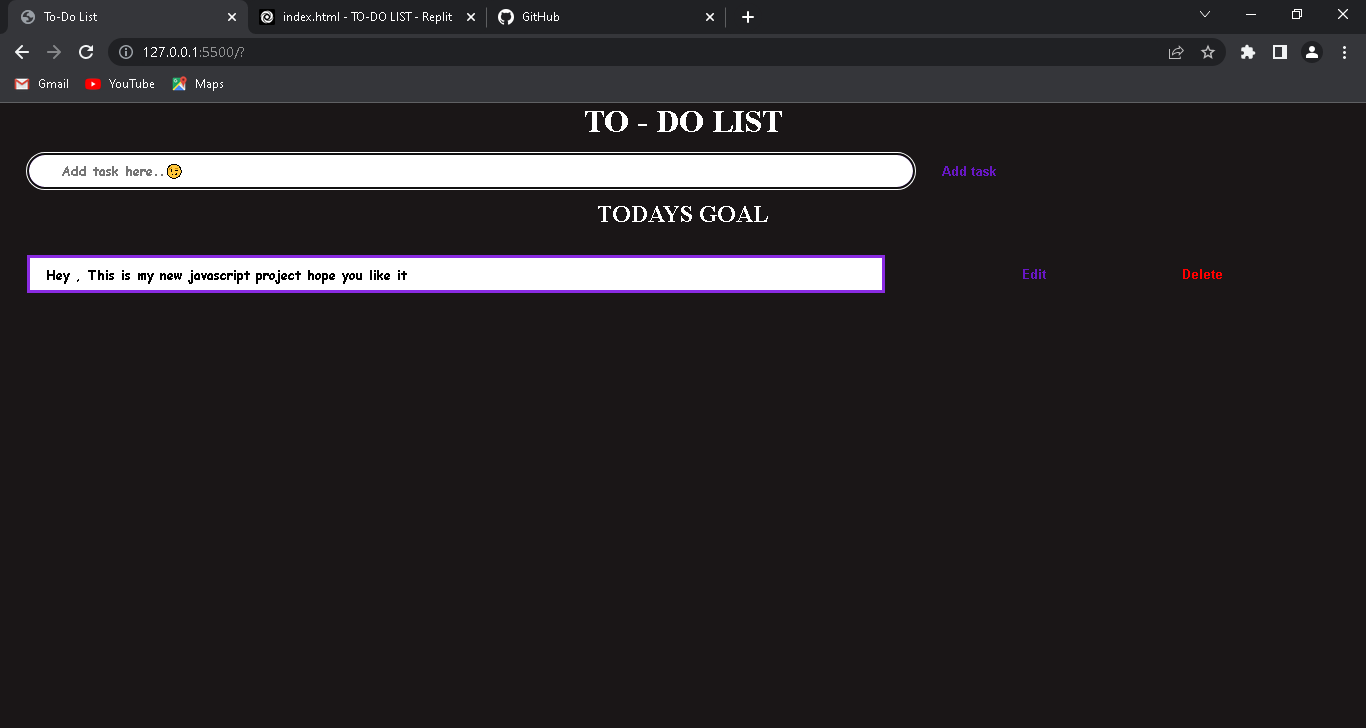 To-Do List
index.html - TO-DO LIST - Replit
GitHub
127.0.0.1:5500/?
Gmail
YouTube
Maps
TO - DO LIST
Add task here..😉
Add task
TODAYS GOAL
Hey , This is my new javascript project hope you like it
Edit
Delete